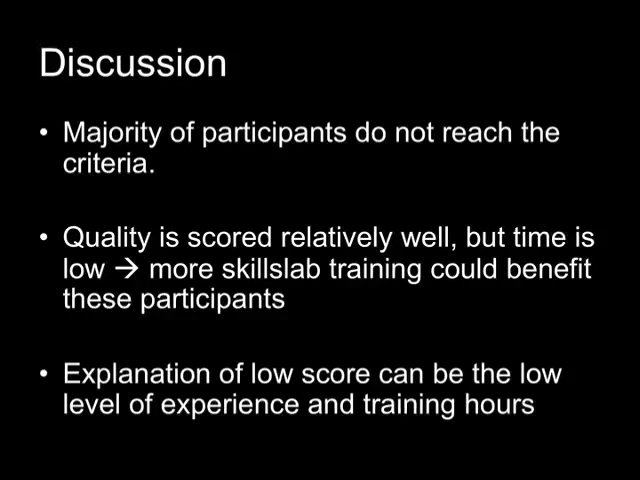 Discussion
• Majority of participants do not reach the
criteria.
• Quality is scored relatively well, but time is
low → more skillslab training could benefit
these participants
• Explanation of low score can be the low
level of experience and training hours